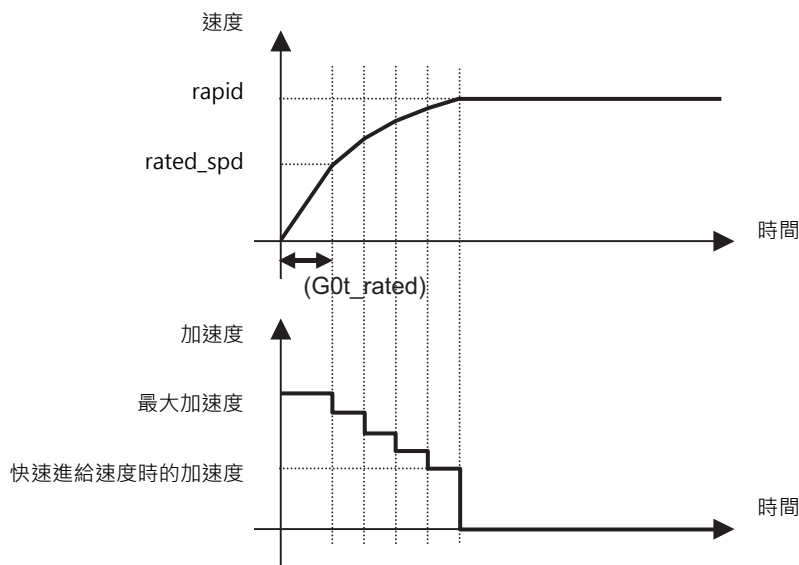 速度
rapid
rated_spd
時間
(G0t_rated)
加速度
最大加速度
快速進給速度時的加速度
時間